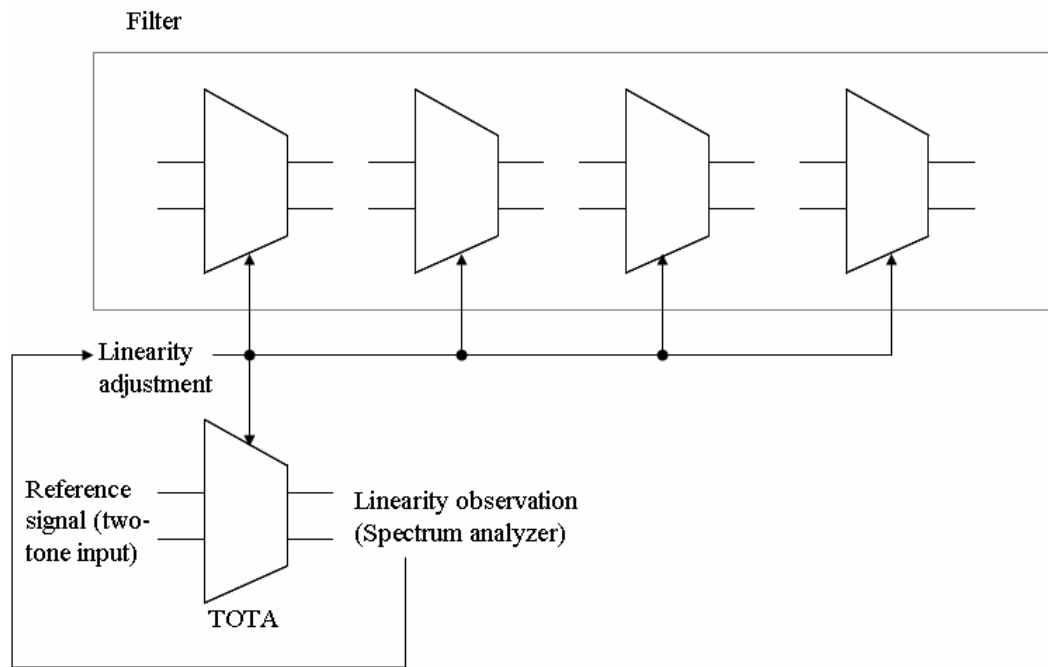 Filter
Linearity
adjustment
Reference
signal (two-
tone input)
Linearity observation
(Spectrum analyzer)
TOTA